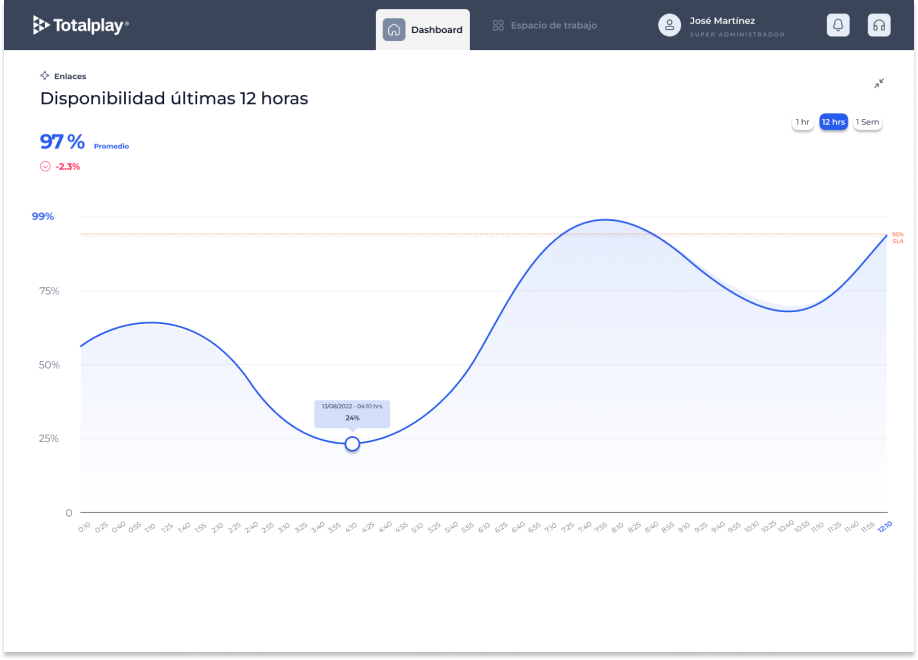 Totalplay®
Dashboard
Espacio de trabajo
José Martínez
SUPER ADMINISTRADOR
Enlaces
Disponibilidad últimas 12 horas
1 hr
12 hrs
1 Sem
97 %
Promedio
-2.3%
99%
95%
SLA
75%
50%
13/08/2022 - 04:10 hrs
24%
25%
0
0:10 0:25 0:40 0:55 1:10 1:25 1:40 1:55 2:10 2:25 2:40 2:55 3:10 3:25 3:40 3:55 4:10 4:25 4:40 4:55 5:10 5:25 5:40 5:55 6:10 6:25 6:40 6:55 7:10 7:25 7:40 7:55 8:10 8:25 8:40 8:55 9:10 9:25 9:40 9:55 10:10 10:25 10:40 10:55 11:10 11:25 11:40 11:55 12:10